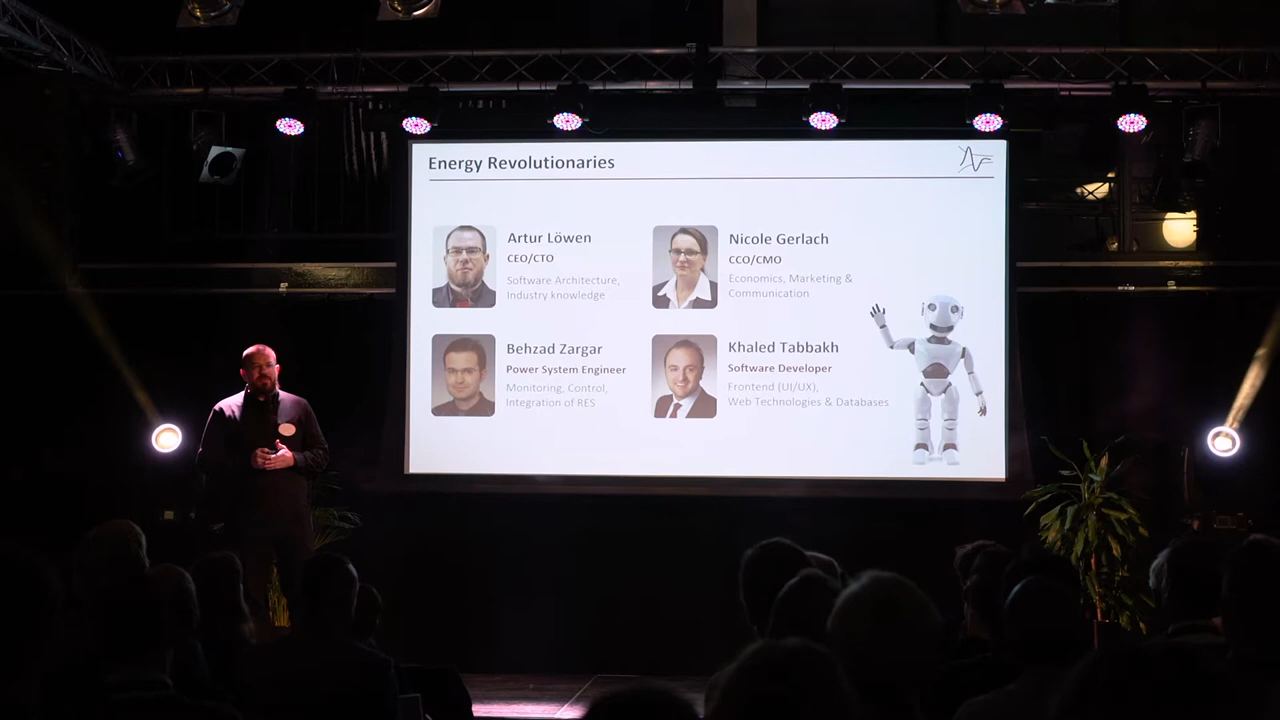 Energy Revolutionaries
Artur Löwen
CEO/CTO
Software Architecture,
Industry knowledge
Nicole Gerlach
CCO/CMO
Economics, Marketing &
Communication
Behzad Zargar
Power System Engineer
Monitoring, Control,
Integration of RES
Khaled Tabbakh
Software Developer
Frontend (UI/UX),
Web Technologies & Databases